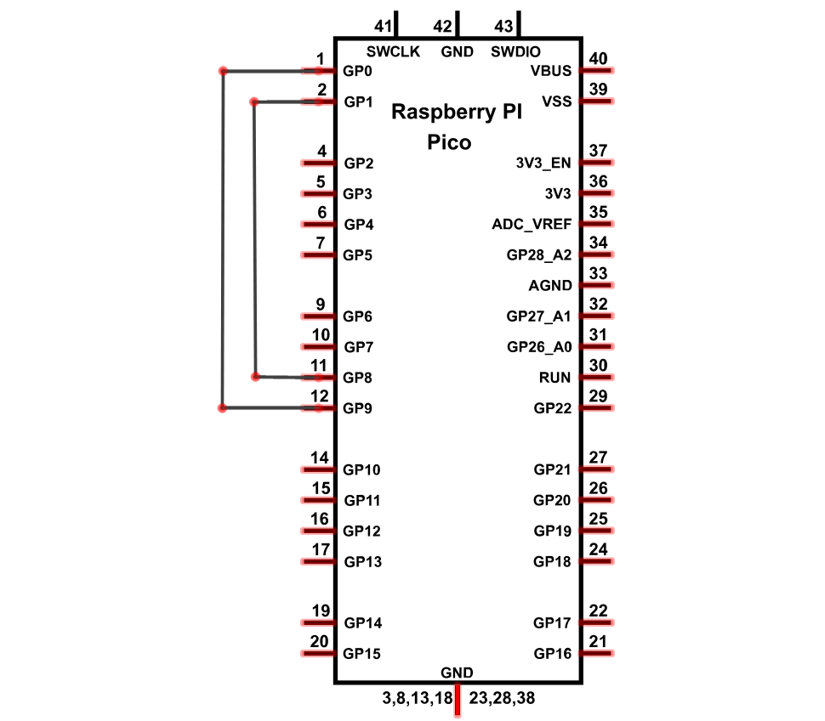 41 42 43
SWCLK GND SWDIO
1 GP0 VBUS 40
2 GP1 VSS 39
Raspberry PI
Pico
4 GP2 3V3_EN 37
5 GP3 3V3 36
6 GP4 ADC_VREF 35
7 GP5 GP28_A2 34
AGND 33
9 GP6 GP27_A1 32
10 GP7 GP26_A0 31
11 GP8 RUN 30
12 GP9 GP22 29
14 GP10 GP21 27
15 GP11 GP20 26
16 GP12 GP19 25
17 GP13 GP18 24
19 GP14 GP17 22
20 GP15 GP16 21
GND
3,8,13,18 23,28,38